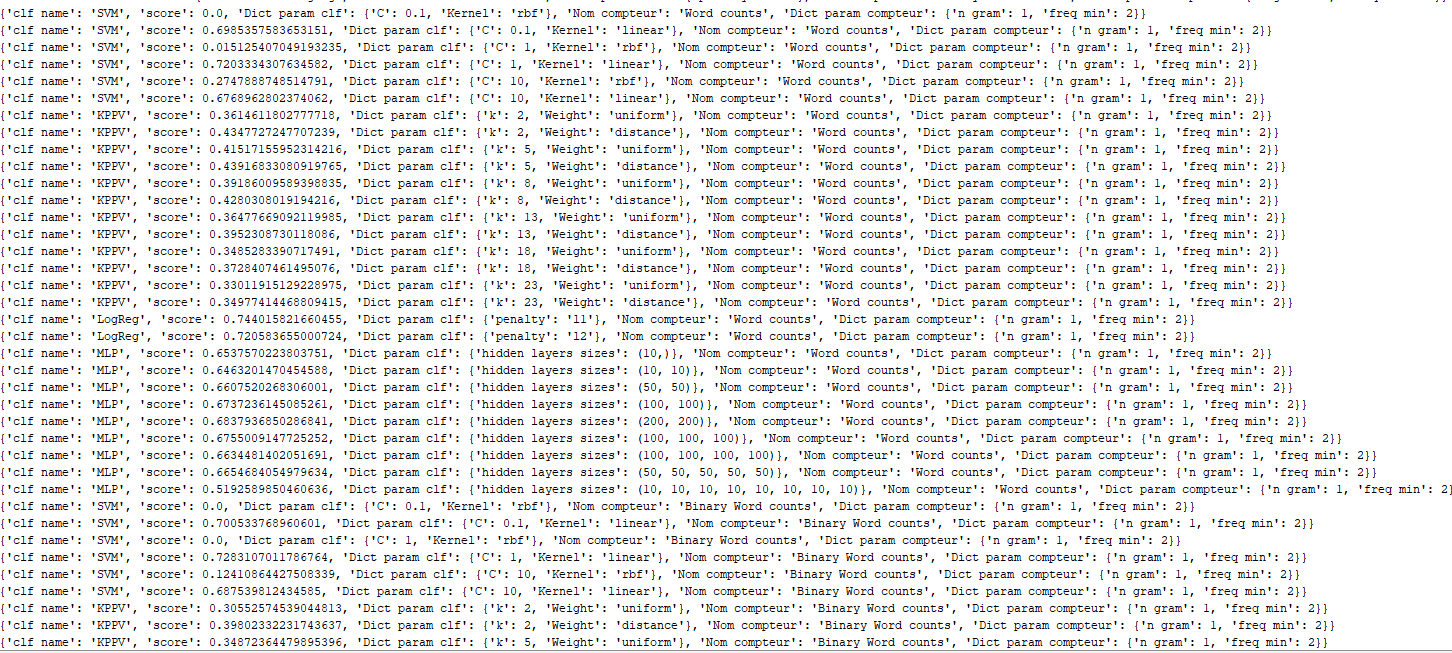 {'clf name': 'SVM', 'score': 0.0, 'Dict param clf': {'C': 0.1, 'Kernel': 'rbf'}, 'Nom compteur': 'Word counts', 'Dict param compteur': {'n gram': 1, 'freq min': 2}}
{'clf name': 'SVM', 'score': 0.6985357583653151, 'Dict param clf': {'C': 0.1, 'Kernel': 'linear'}, 'Nom compteur': 'Word counts', 'Dict param compteur': {'n gram': 1, 'freq min': 2}}
{'clf name': 'SVM', 'score': 0.015125407049193235, 'Dict param clf': {'C': 1, 'Kernel': 'rbf'}, 'Nom compteur': 'Word counts', 'Dict param compteur': {'n gram': 1, 'freq min': 2}}
{'clf name': 'SVM', 'score': 0.7203334307634582, 'Dict param clf': {'C': 1, 'Kernel': 'linear'}, 'Nom compteur': 'Word counts', 'Dict param compteur': {'n gram': 1, 'freq min': 2}}
{'clf name': 'SVM', 'score': 0.2747888748514791, 'Dict param clf': {'C': 10, 'Kernel': 'rbf'}, 'Nom compteur': 'Word counts', 'Dict param compteur': {'n gram': 1, 'freq min': 2}}
{'clf name': 'SVM', 'score': 0.6768962802374062, 'Dict param clf': {'C': 10, 'Kernel': 'linear'}, 'Nom compteur': 'Word counts', 'Dict param compteur': {'n gram': 1, 'freq min': 2}}
{'clf name': 'KPPV', 'score': 0.3614611802777718, 'Dict param clf': {'k': 2, 'Weight': 'uniform'}, 'Nom compteur': 'Word counts', 'Dict param compteur': {'n gram': 1, 'freq min': 2}}
{'clf name': 'KPPV', 'score': 0.4347727247707239, 'Dict param clf': {'k': 2, 'Weight': 'distance'}, 'Nom compteur': 'Word counts', 'Dict param compteur': {'n gram': 1, 'freq min': 2}}
{'clf name': 'KPPV', 'score': 0.41517155952314216, 'Dict param clf': {'k': 5, 'Weight': 'uniform'}, 'Nom compteur': 'Word counts', 'Dict param compteur': {'n gram': 1, 'freq min': 2}}
{'clf name': 'KPPV', 'score': 0.43916833080919765, 'Dict param clf': {'k': 5, 'Weight': 'distance'}, 'Nom compteur': 'Word counts', 'Dict param compteur': {'n gram': 1, 'freq min': 2}}
{'clf name': 'KPPV', 'score': 0.39186009589398835, 'Dict param clf': {'k': 8, 'Weight': 'uniform'}, 'Nom compteur': 'Word counts', 'Dict param compteur': {'n gram': 1, 'freq min': 2}}
{'clf name': 'KPPV', 'score': 0.4280308019194216, 'Dict param clf': {'k': 8, 'Weight': 'distance'}, 'Nom compteur': 'Word counts', 'Dict param compteur': {'n gram': 1, 'freq min': 2}}
{'clf name': 'KPPV', 'score': 0.36477669092119985, 'Dict param clf': {'k': 13, 'Weight': 'uniform'}, 'Nom compteur': 'Word counts', 'Dict param compteur': {'n gram': 1, 'freq min': 2}}
{'clf name': 'KPPV', 'score': 0.3952308730118086, 'Dict param clf': {'k': 13, 'Weight': 'distance'}, 'Nom compteur': 'Word counts', 'Dict param compteur': {'n gram': 1, 'freq min': 2}}
{'clf name': 'KPPV', 'score': 0.3485283390717491, 'Dict param clf': {'k': 18, 'Weight': 'uniform'}, 'Nom compteur': 'Word counts', 'Dict param compteur': {'n gram': 1, 'freq min': 2}}
{'clf name': 'KPPV', 'score': 0.3728407461495076, 'Dict param clf': {'k': 18, 'Weight': 'distance'}, 'Nom compteur': 'Word counts', 'Dict param compteur': {'n gram': 1, 'freq min': 2}}
{'clf name': 'KPPV', 'score': 0.33011915129228975, 'Dict param clf': {'k': 23, 'Weight': 'uniform'}, 'Nom compteur': 'Word counts', 'Dict param compteur': {'n gram': 1, 'freq min': 2}}
{'clf name': 'KPPV', 'score': 0.34977414468809415, 'Dict param clf': {'k': 23, 'Weight': 'distance'}, 'Nom compteur': 'Word counts', 'Dict param compteur': {'n gram': 1, 'freq min': 2}}
{'clf name': 'LogReg', 'score': 0.744015821660455, 'Dict param clf': {'penalty': 'l1'}, 'Nom compteur': 'Word counts', 'Dict param compteur': {'n gram': 1, 'freq min': 2}}
{'clf name': 'LogReg', 'score': 0.720583655000724, 'Dict param clf': {'penalty': 'l2'}, 'Nom compteur': 'Word counts', 'Dict param compteur': {'n gram': 1, 'freq min': 2}}
{'clf name': 'MLP', 'score': 0.6537570223803751, 'Dict param clf': {'hidden layers sizes': (10,)}, 'Nom compteur': 'Word counts', 'Dict param compteur': {'n gram': 1, 'freq min': 2}}
{'clf name': 'MLP', 'score': 0.6463201470454588, 'Dict param clf': {'hidden layers sizes': (10, 10)}, 'Nom compteur': 'Word counts', 'Dict param compteur': {'n gram': 1, 'freq min': 2}}
{'clf name': 'MLP', 'score': 0.6607520268306001, 'Dict param clf': {'hidden layers sizes': (50, 50)}, 'Nom compteur': 'Word counts', 'Dict param compteur': {'n gram': 1, 'freq min': 2}}
{'clf name': 'MLP', 'score': 0.6737236145085261, 'Dict param clf': {'hidden layers sizes': (100, 100)}, 'Nom compteur': 'Word counts', 'Dict param compteur': {'n gram': 1, 'freq min': 2}}
{'clf name': 'MLP', 'score': 0.6837936850286841, 'Dict param clf': {'hidden layers sizes': (200, 200)}, 'Nom compteur': 'Word counts', 'Dict param compteur': {'n gram': 1, 'freq min': 2}}
{'clf name': 'MLP', 'score': 0.6755009147725252, 'Dict param clf': {'hidden layers sizes': (100, 100, 100)}, 'Nom compteur': 'Word counts', 'Dict param compteur': {'n gram': 1, 'freq min': 2}}
{'clf name': 'MLP', 'score': 0.6634481402051691, 'Dict param clf': {'hidden layers sizes': (100, 100, 100, 100)}, 'Nom compteur': 'Word counts', 'Dict param compteur': {'n gram': 1, 'freq min': 2}}
{'clf name': 'MLP', 'score': 0.6654684054979634, 'Dict param clf': {'hidden layers sizes': (50, 50, 50, 50, 50)}, 'Nom compteur': 'Word counts', 'Dict param compteur': {'n gram': 1, 'freq min': 2}}
{'clf name': 'MLP', 'score': 0.5192589850460636, 'Dict param clf': {'hidden layers sizes': (10, 10, 10, 10, 10, 10, 10, 10)}, 'Nom compteur': 'Word counts', 'Dict param compteur': {'n gram': 1, 'freq min': 2}
{'clf name': 'SVM', 'score': 0.0, 'Dict param clf': {'C': 0.1, 'Kernel': 'rbf'}, 'Nom compteur': 'Binary Word counts', 'Dict param compteur': {'n gram': 1, 'freq min': 2}}
{'clf name': 'SVM', 'score': 0.700533768960601, 'Dict param clf': {'C': 0.1, 'Kernel': 'linear'}, 'Nom compteur': 'Binary Word counts', 'Dict param compteur': {'n gram': 1, 'freq min': 2}}
{'clf name': 'SVM', 'score': 0.0, 'Dict param clf': {'C': 1, 'Kernel': 'rbf'}, 'Nom compteur': 'Binary Word counts', 'Dict param compteur': {'n gram': 1, 'freq min': 2}}
{'clf name': 'SVM', 'score': 0.7283107011786764, 'Dict param clf': {'C': 1, 'Kernel': 'linear'}, 'Nom compteur': 'Binary Word counts', 'Dict param compteur': {'n gram': 1, 'freq min': 2}}
{'clf name': 'SVM', 'score': 0.12410864427508339, 'Dict param clf': {'C': 10, 'Kernel': 'rbf'}, 'Nom compteur': 'Binary Word counts', 'Dict param compteur': {'n gram': 1, 'freq min': 2}}
{'clf name': 'SVM', 'score': 0.687539812434585, 'Dict param clf': {'C': 10, 'Kernel': 'linear'}, 'Nom compteur': 'Binary Word counts', 'Dict param compteur': {'n gram': 1, 'freq min': 2}}
{'clf name': 'KPPV', 'score': 0.30552574539044813, 'Dict param clf': {'k': 2, 'Weight': 'uniform'}, 'Nom compteur': 'Binary Word counts', 'Dict param compteur': {'n gram': 1, 'freq min': 2}}
{'clf name': 'KPPV', 'score': 0.39802332231743637, 'Dict param clf': {'k': 2, 'Weight': 'distance'}, 'Nom compteur': 'Binary Word counts', 'Dict param compteur': {'n gram': 1, 'freq min': 2}}
{'clf name': 'KPPV', 'score': 0.34872364479895396, 'Dict param clf': {'k': 5, 'Weight': 'uniform'}, 'Nom compteur': 'Binary Word counts', 'Dict param compteur': {'n gram': 1, 'freq min': 2}}